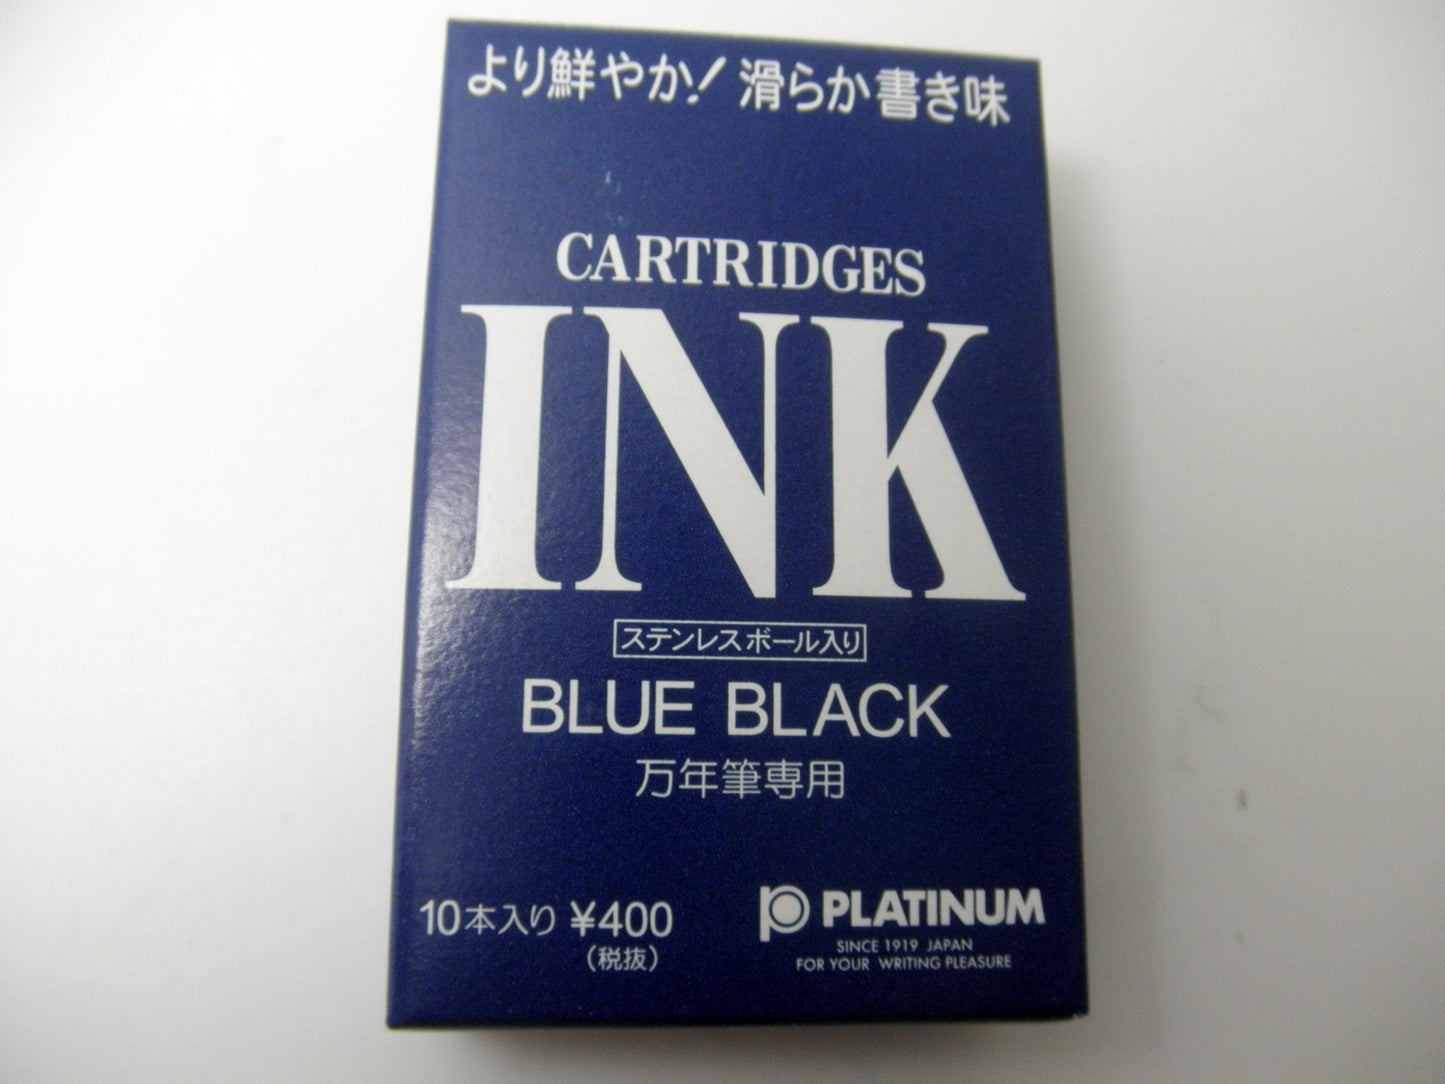 より鮮やか! 滑らか書き味
CARTRIDGES
INK
ステンレスボール入り
BLUE BLACK
万年筆専用
10本入り ¥400
(税抜)
PLATINUM
SINCE 1919 JAPAN
FOR YOUR WRITING PLEASURE